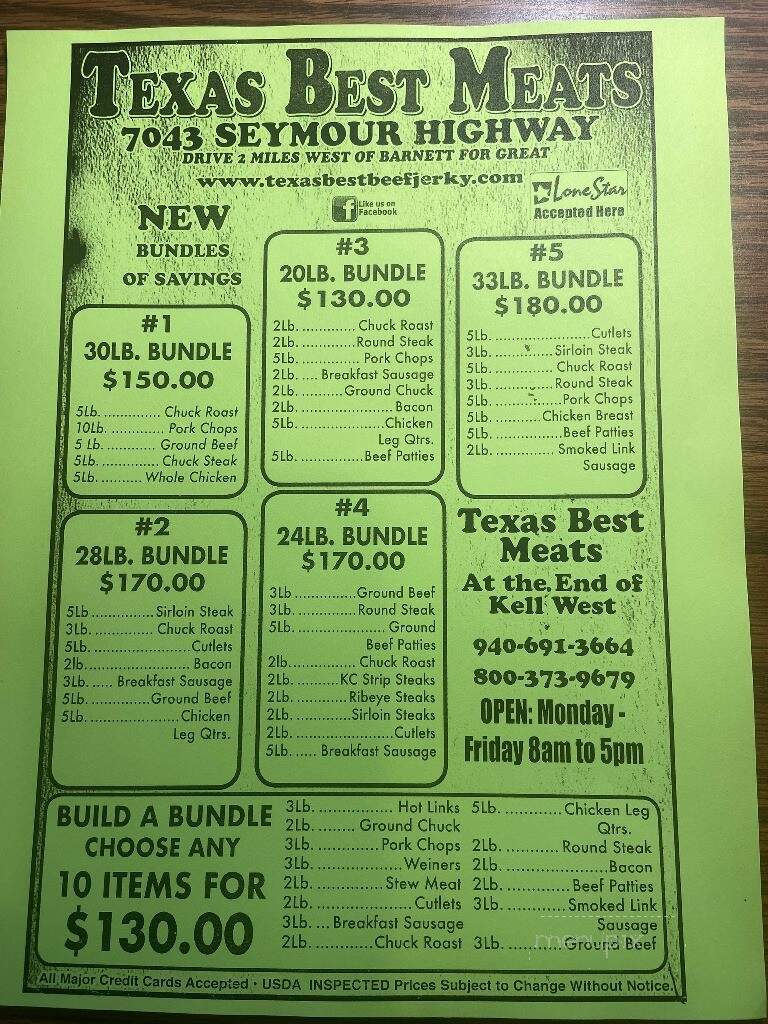 TEXAS BEST MEATS
7043 SEYMOUR HIGHWAY
DRIVE 2 MILES WEST OF BARNETT FOR GREAT
www.texasbestbeefjerky.com
f Like us on
Facebook
Lone Star
Accepted Here
NEW
BUNDLES
OF SAVINGS
#1
30LB. BUNDLE
$150.00
5Lb. .............. Chuck Roast
10Lb. ............. Pork Chops
5 Lb. ............. Ground Beef
5Lb. ............. Chuck Steak
5Lb. .......... Whole Chicken
#2
28LB. BUNDLE
$170.00
5Lb ............... Sirloin Steak
3Lb. .............. Chuck Roast
5Lb. ....................... Cutlets
2lb. ......................... Bacon
3Lb. ..... Breakfast Sausage
5Lb. ............. Ground Beef
5Lb. ..................... Chicken
Leg Qtrs.
#3
20LB. BUNDLE
$130.00
2Lb. ............. Chuck Roast
2Lb. ............. Round Steak
5Lb. ............... Pork Chops
2Lb. .... Breakfast Sausage
2Lb. .......... Ground Chuck
2Lb. ....................... Bacon
5Lb. .................... Chicken
Leg Qtrs.
5Lb. ............... Beef Patties
#4
24LB. BUNDLE
$170.00
3Lb ............... Ground Beef
3Lb. .............. Round Steak
5Lb. ..................... Ground
Beef Patties
2lb. ............... Chuck Roast
2Lb. .......... KC Strip Steaks
2Lb. ............ Ribeye Steaks
2Lb. ............. Sirloin Steaks
2Lb. ....................... Cutlets
5Lb. ..... Breakfast Sausage
#5
33LB. BUNDLE
$180.00
5Lb. ....................... Cutlets
3Lb. .............. Sirloin Steak
5Lb. ............... Chuck Roast
3Lb. .............. Round Steak
5Lb. ................ Pork Chops
5Lb. ........... Chicken Breast
5Lb. ................ Beef Patties
2Lb. ............... Smoked Link
Sausage
Texas Best
Meats
At the End of
Kell West
940-691-3664
800-373-9679
OPEN: Monday -
Friday 8am to 5pm
BUILD A BUNDLE
CHOOSE ANY
10 ITEMS FOR
$130.00
3Lb. ................. Hot Links
2Lb. ........ Ground Chuck
3Lb. .............. Pork Chops
3Lb. .................. Weiners
2Lb. ............... Stew Meat
2Lb. .................... Cutlets
3Lb. ... Breakfast Sausage
2Lb. ............. Chuck Roast
5Lb. ............. Chicken Leg
Qtrs.
2Lb. ............. Round Steak
2Lb. ....................... Bacon
2Lb. .............. Beef Patties
3Lb. .............. Smoked Link
Sausage
3Lb. ............ Ground Beef
menupix
All Major Credit Cards Accepted • USDA INSPECTED Prices Subject to Change Without Notice.